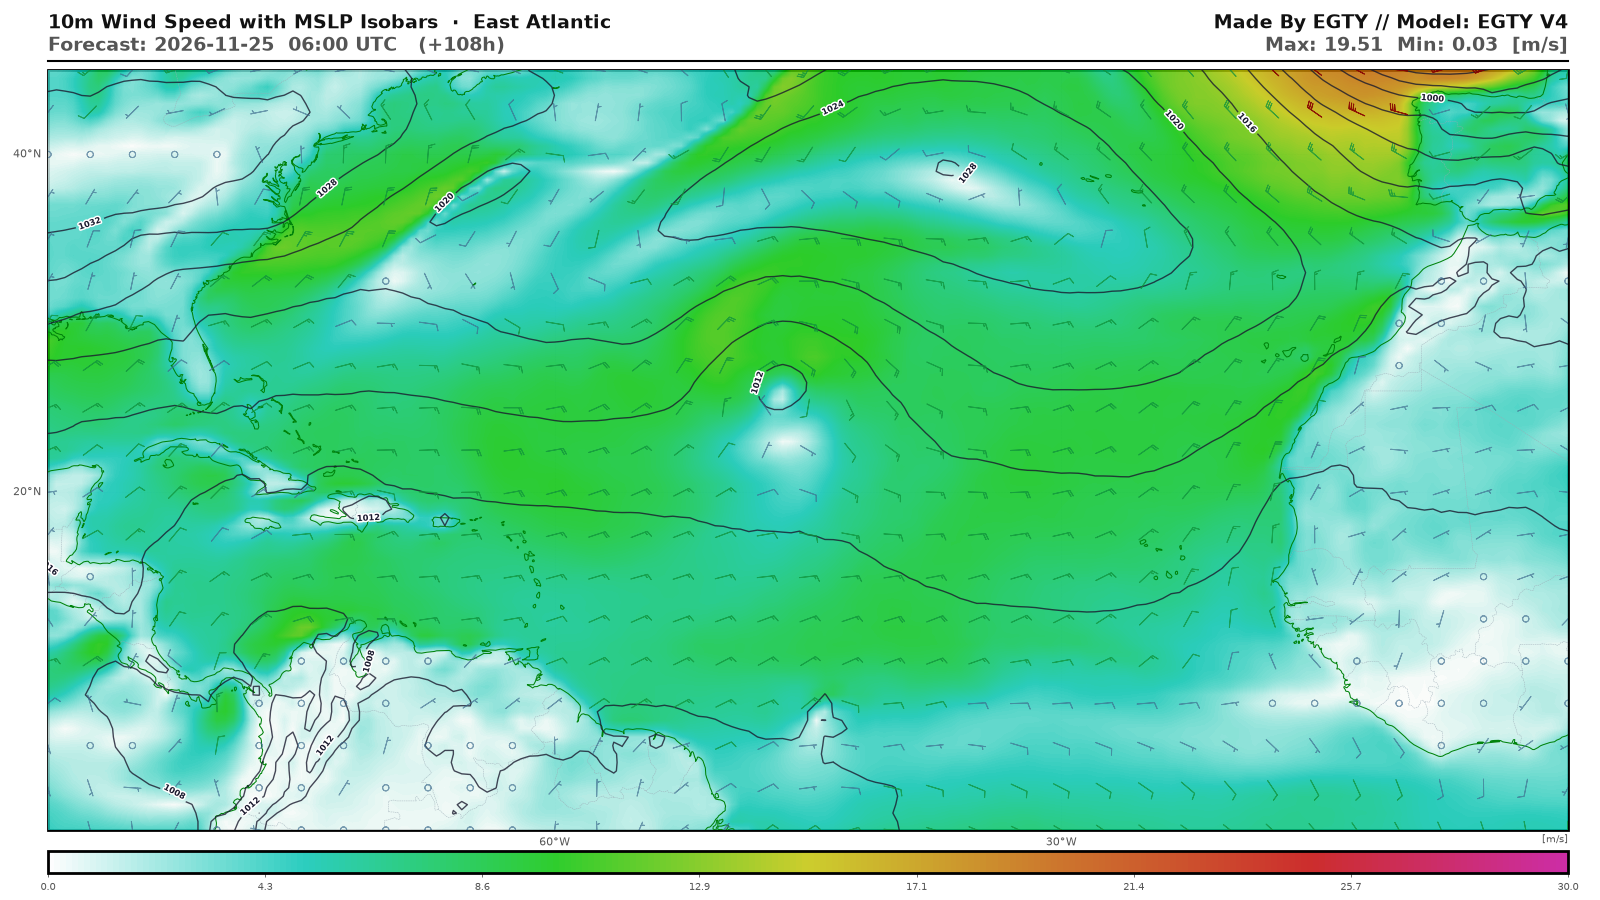 10m Wind Speed with MSLP Isobars · East Atlantic
Made By EGTY // Model: EGTY V4
Forecast: 2026-11-25 06:00 UTC (+108h)
Max: 19.51 Min: 0.03 [m/s]
1000
1024
1020
1016
40°N
1028
1028
1020
1032
1012
20°N
1012
16
1008
1012
1008
1012
4
60°W
30°W
[m/s]
0.0
4.3
8.6
12.9
17.1
21.4
25.7
30.0